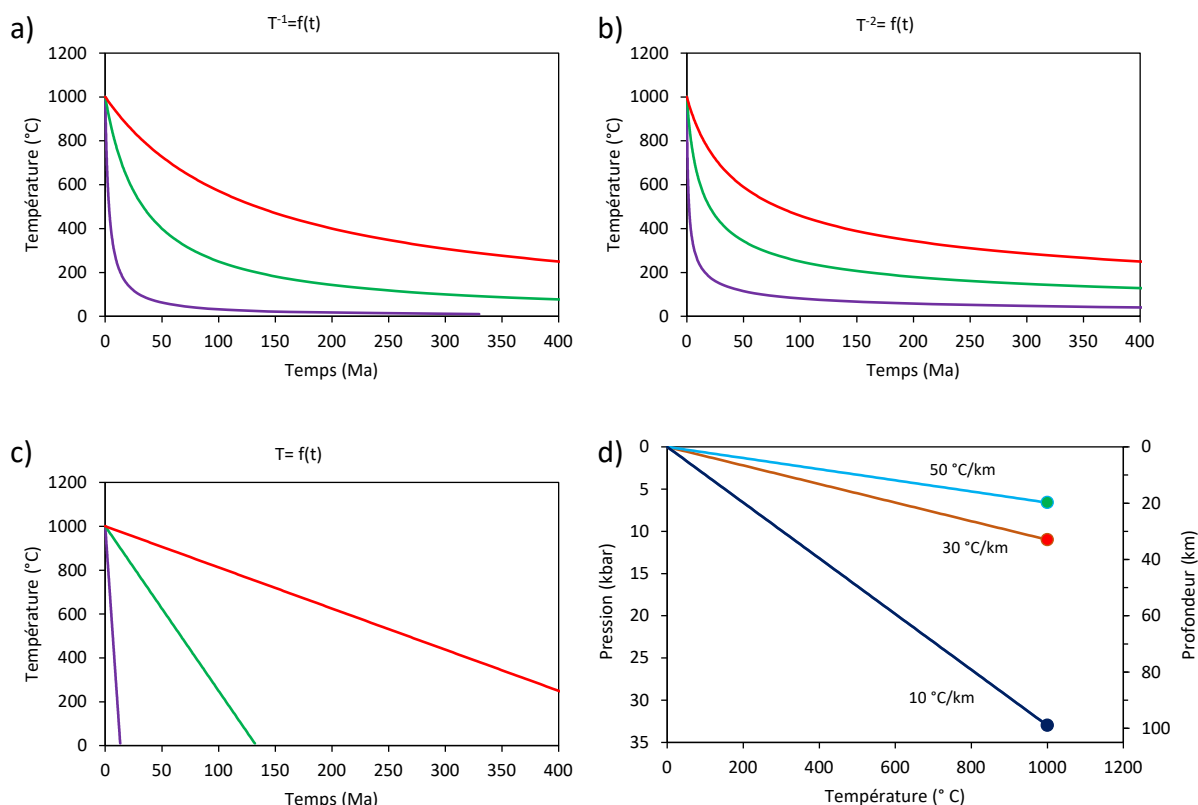 a)
T⁻¹=f(t)
1200
1000
800
600
400
200
0
0 50 100 150 200 250 300 350 400
Température (°C)
Temps (Ma)
b)
T⁻²= f(t)
1200
1000
800
600
400
200
0
0 50 100 150 200 250 300 350 400
Température (°C)
Temps (Ma)
c)
T= f(t)
1200
1000
800
600
400
200
0
0 50 100 150 200 250 300 350 400
Température (°C)
Temps (Ma)
d)
0
5
10
15
20
25
30
35
Pression (kbar)
50 °C/km
30 °C/km
10 °C/km
0
20
40
60
80
100
Profondeur (km)
0 200 400 600 800 1000 1200
Température (° C)